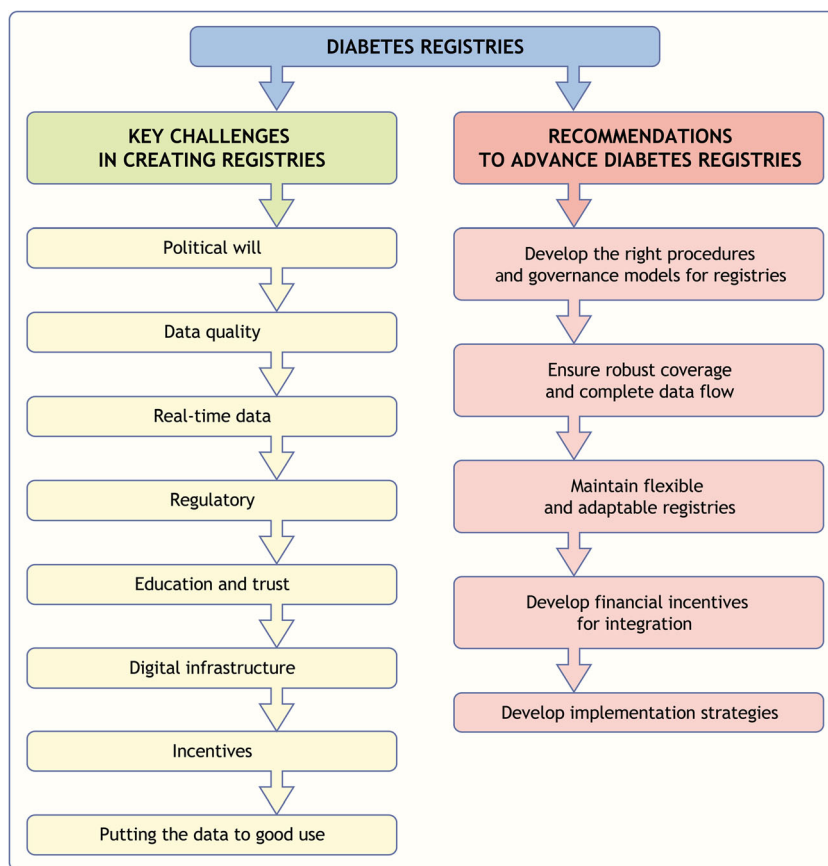 DIABETES REGISTRIES
KEY CHALLENGES
IN CREATING REGISTRIES
Political will
Data quality
Real-time data
Regulatory
Education and trust
Digital infrastructure
Incentives
Putting the data to good use
RECOMMENDATIONS
TO ADVANCE DIABETES REGISTRIES
Develop the right procedures
and governance models for registries
Ensure robust coverage
and complete data flow
Maintain flexible
and adaptable registries
Develop financial incentives
for integration
Develop implementation strategies